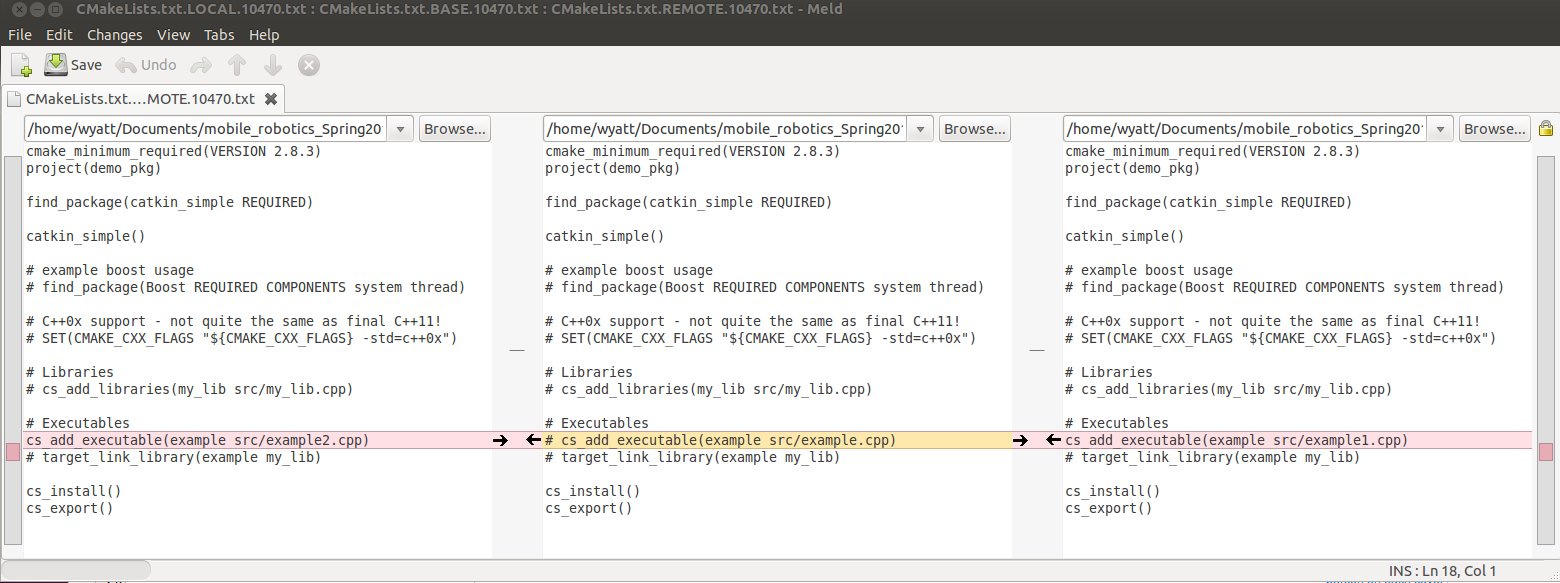 CMakeLists.txt.LOCAL.10470.txt : CMakeLists.txt.BASE.10470.txt : CMakeLists.txt.REMOTE.10470.txt - Meld
File Edit Changes View Tabs Help
Save Undo
CMakeLists.txt....MOTE.10470.txt
/home/wyatt/Documents/mobile_robotics_Spring20 Browse...
cmake_minimum_required(VERSION 2.8.3)
project(demo_pkg)
find_package(catkin_simple REQUIRED)
catkin_simple()
# example boost usage
# find_package(Boost REQUIRED COMPONENTS system thread)
# C++0x support - not quite the same as final C++11!
# SET(CMAKE_CXX_FLAGS "${CMAKE_CXX_FLAGS} -std=c++0x")
# Libraries
# cs_add_libraries(my_lib src/my_lib.cpp)
# Executables
cs_add_executable(example src/example2.cpp)
# target_link_library(example my_lib)
cs_install()
cs_export()
/home/wyatt/Documents/mobile_robotics_Spring20 Browse...
cmake_minimum_required(VERSION 2.8.3)
project(demo_pkg)
find_package(catkin_simple REQUIRED)
catkin_simple()
# example boost usage
# find_package(Boost REQUIRED COMPONENTS system thread)
# C++0x support - not quite the same as final C++11!
# SET(CMAKE_CXX_FLAGS "${CMAKE_CXX_FLAGS} -std=c++0x")
# Libraries
# cs_add_libraries(my_lib src/my_lib.cpp)
# Executables
# cs_add_executable(example src/example.cpp)
# target_link_library(example my_lib)
cs_install()
cs_export()
/home/wyatt/Documents/mobile_robotics_Spring20 Browse...
cmake_minimum_required(VERSION 2.8.3)
project(demo_pkg)
find_package(catkin_simple REQUIRED)
catkin_simple()
# example boost usage
# find_package(Boost REQUIRED COMPONENTS system thread)
# C++0x support - not quite the same as final C++11!
# SET(CMAKE_CXX_FLAGS "${CMAKE_CXX_FLAGS} -std=c++0x")
# Libraries
# cs_add_libraries(my_lib src/my_lib.cpp)
# Executables
cs_add_executable(example src/example1.cpp)
# target_link_library(example my_lib)
cs_install()
cs_export()
INS : Ln 18, Col 1